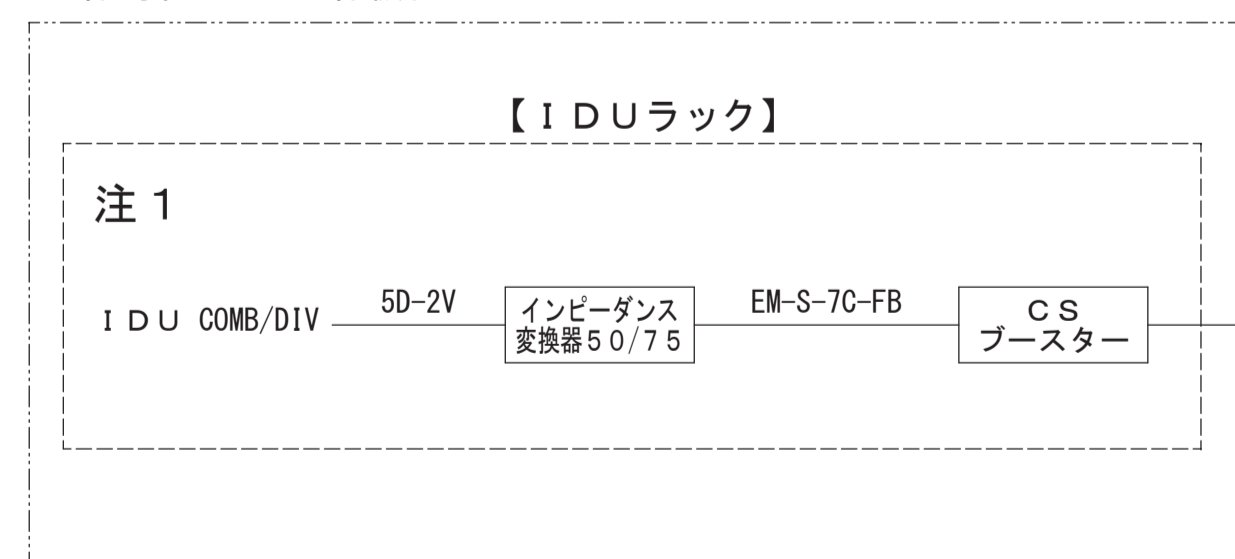 【ＩＤＵラック】
注１
ＩＤＵ COMB/DIV
5D-2V
インピーダンス
変換器５０/７５
EM-S-7C-FB
ＣＳ
ブースター